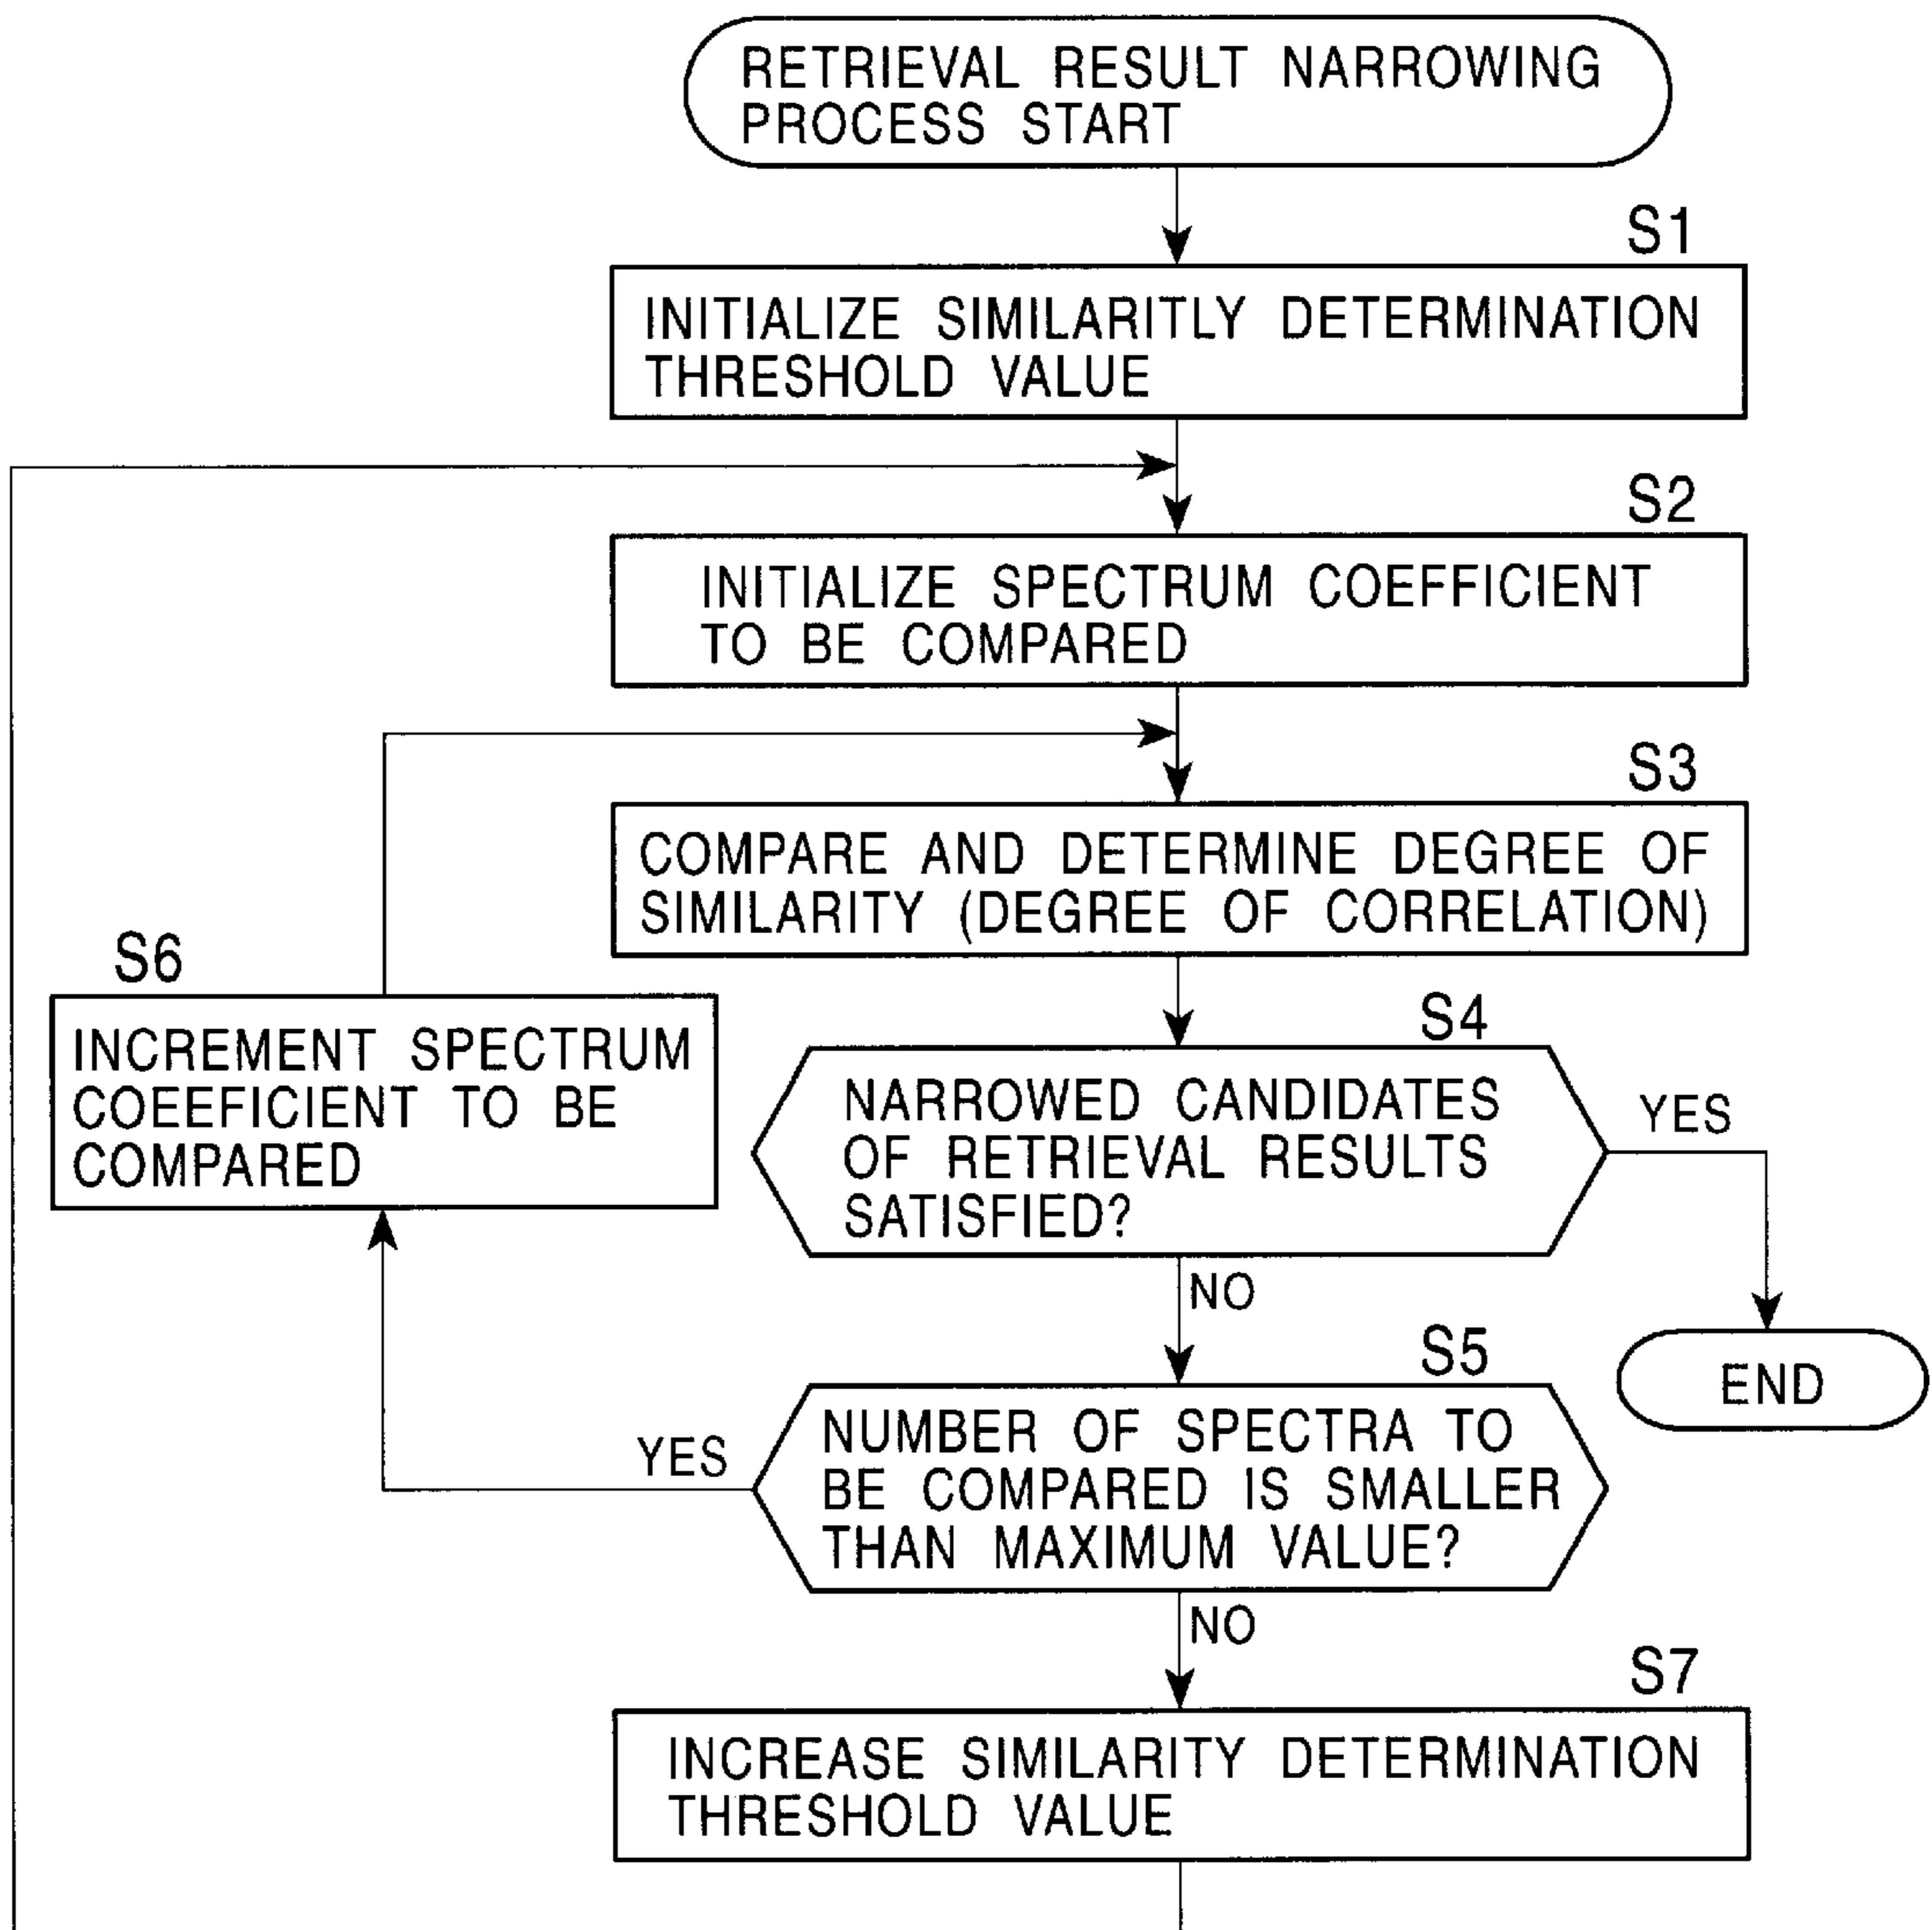 RETRIEVAL RESULT NARROWING
PROCESS START
S1
INITIALIZE SIMILARITLY DETERMINATION
THRESHOLD VALUE
S2
INITIALIZE SPECTRUM COEFFICIENT
TO BE COMPARED
S3
COMPARE AND DETERMINE DEGREE OF
SIMILARITY (DEGREE OF CORRELATION)
S6
INCREMENT SPECTRUM
COEEFICIENT TO BE
COMPARED
S4
NARROWED CANDIDATES
OF RETRIEVAL RESULTS
SATISFIED?
YES
NO
END
S5
NUMBER OF SPECTRA TO
BE COMPARED IS SMALLER
THAN MAXIMUM VALUE?
YES
NO
S7
INCREASE SIMILARITY DETERMINATION
THRESHOLD VALUE